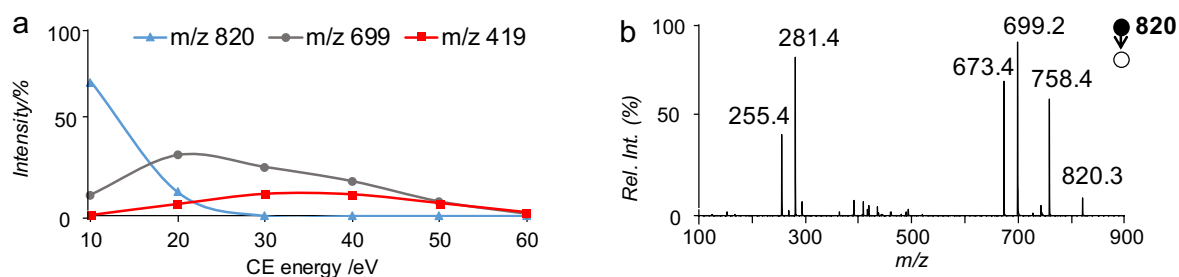 a
m/z 820 m/z 699 m/z 419
100
50
0
Intensity/%
10 20 30 40 50 60
CE energy /eV
b
820
699.2
281.4
673.4
758.4
255.4
820.3
100
50
0
Rel. Int. (%)
100 300 500 700 900
m/z